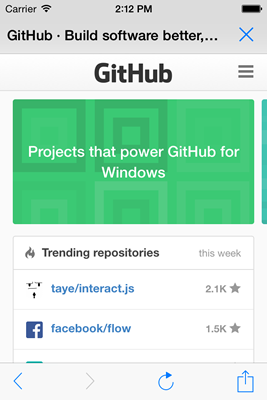 Carrier 2:12 PM
GitHub · Build software better,...
GitHub
Projects that power GitHub for
Windows
Trending repositories this week
taye/interact.js 2.1K
facebook/flow 1.5K